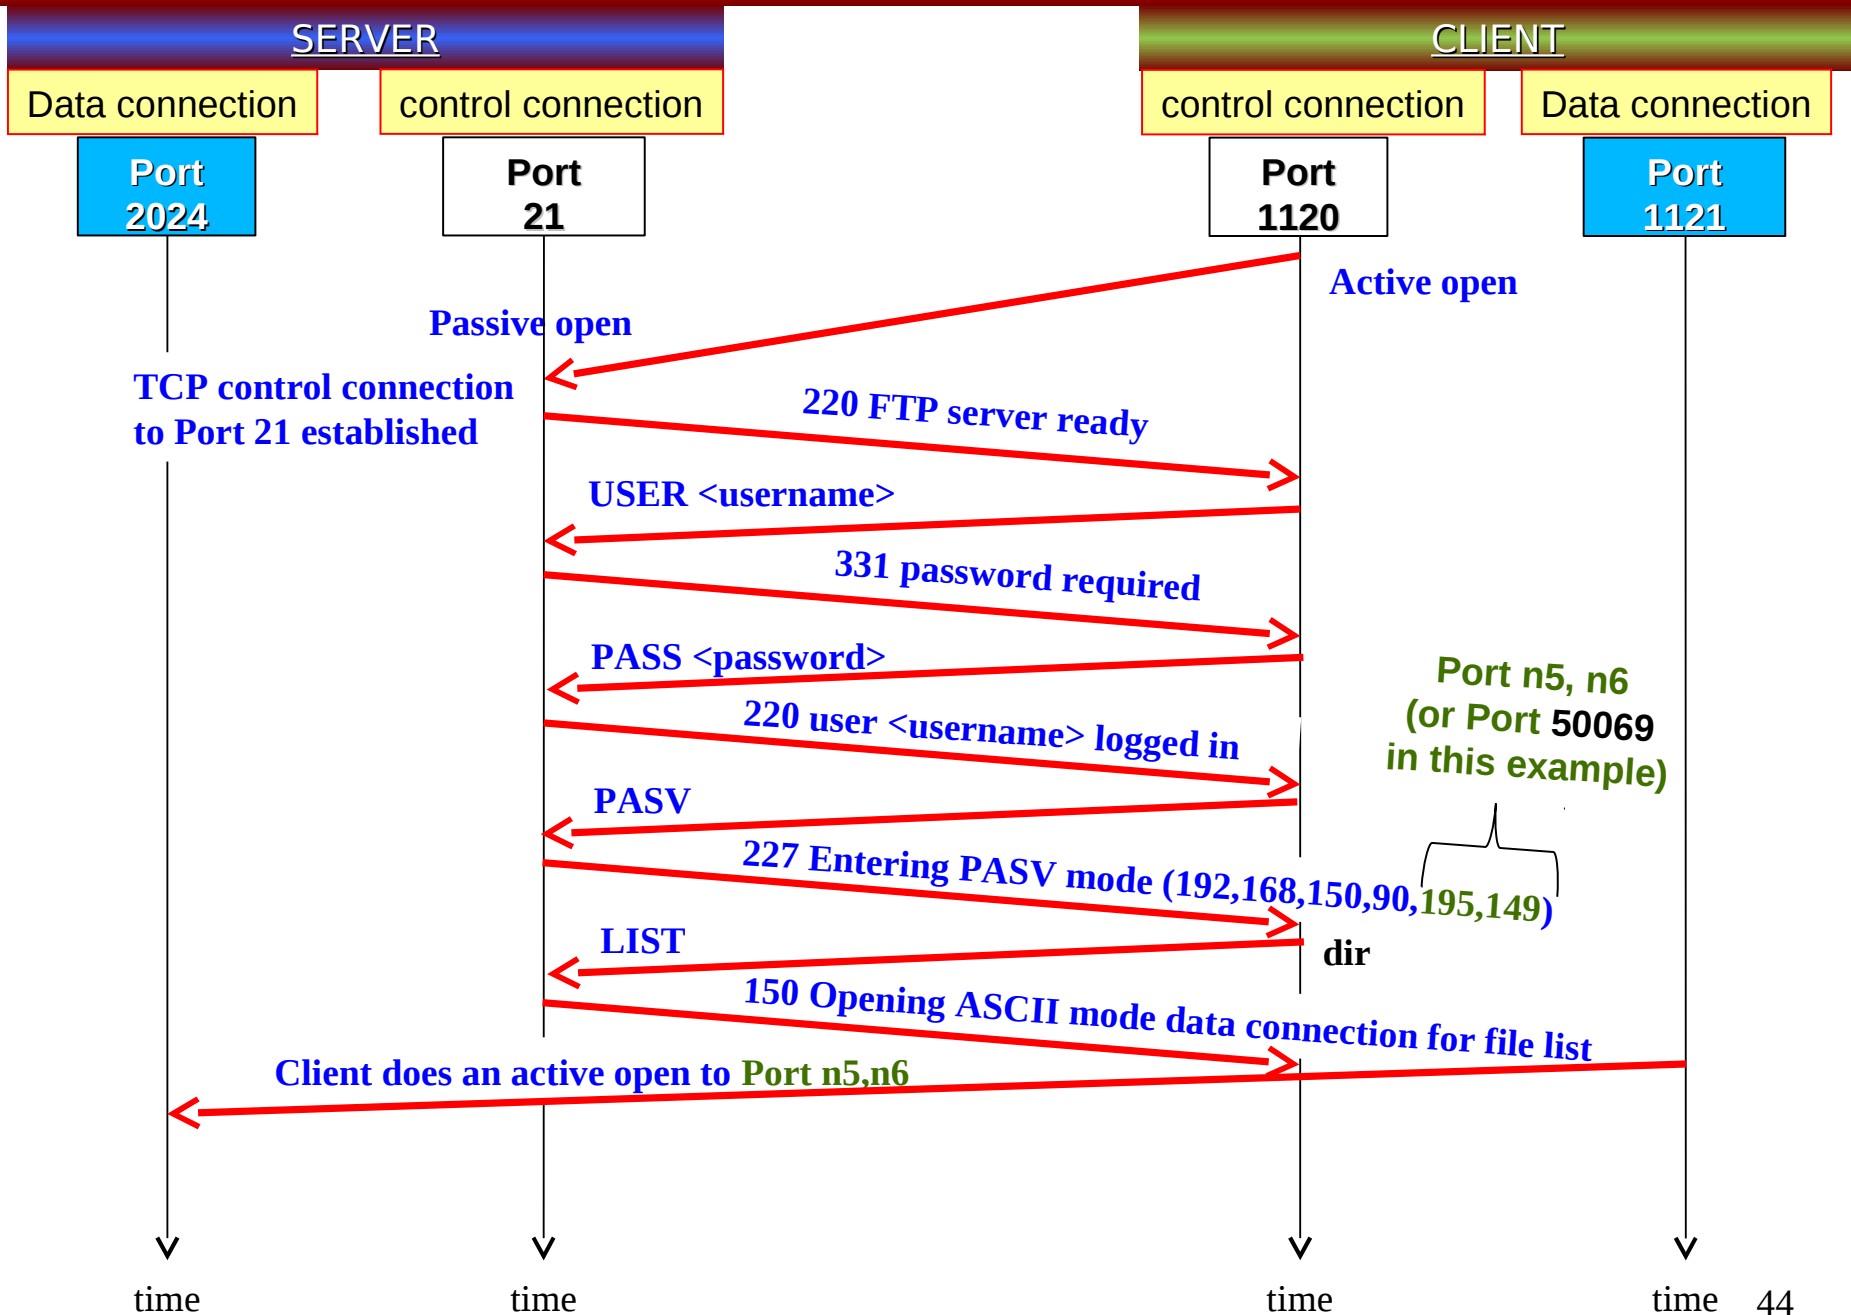 SERVER
CLIENT
Data connection
control connection
control connection
Data connection
Port
2024
Port
21
Port
1120
Port
1121
Active open
Passive open
TCP control connection
to Port 21 established
220 FTP server ready
USER <username>
331 password required
PASS <password>
Port n5, n6
(or Port 50069
in this example)
220 user <username> logged in
PASV
227 Entering PASV mode (192,168,150,90,195,149)
LIST
dir
150 Opening ASCII mode data connection for file list
Client does an active open to Port n5,n6
time
time
time
time
44